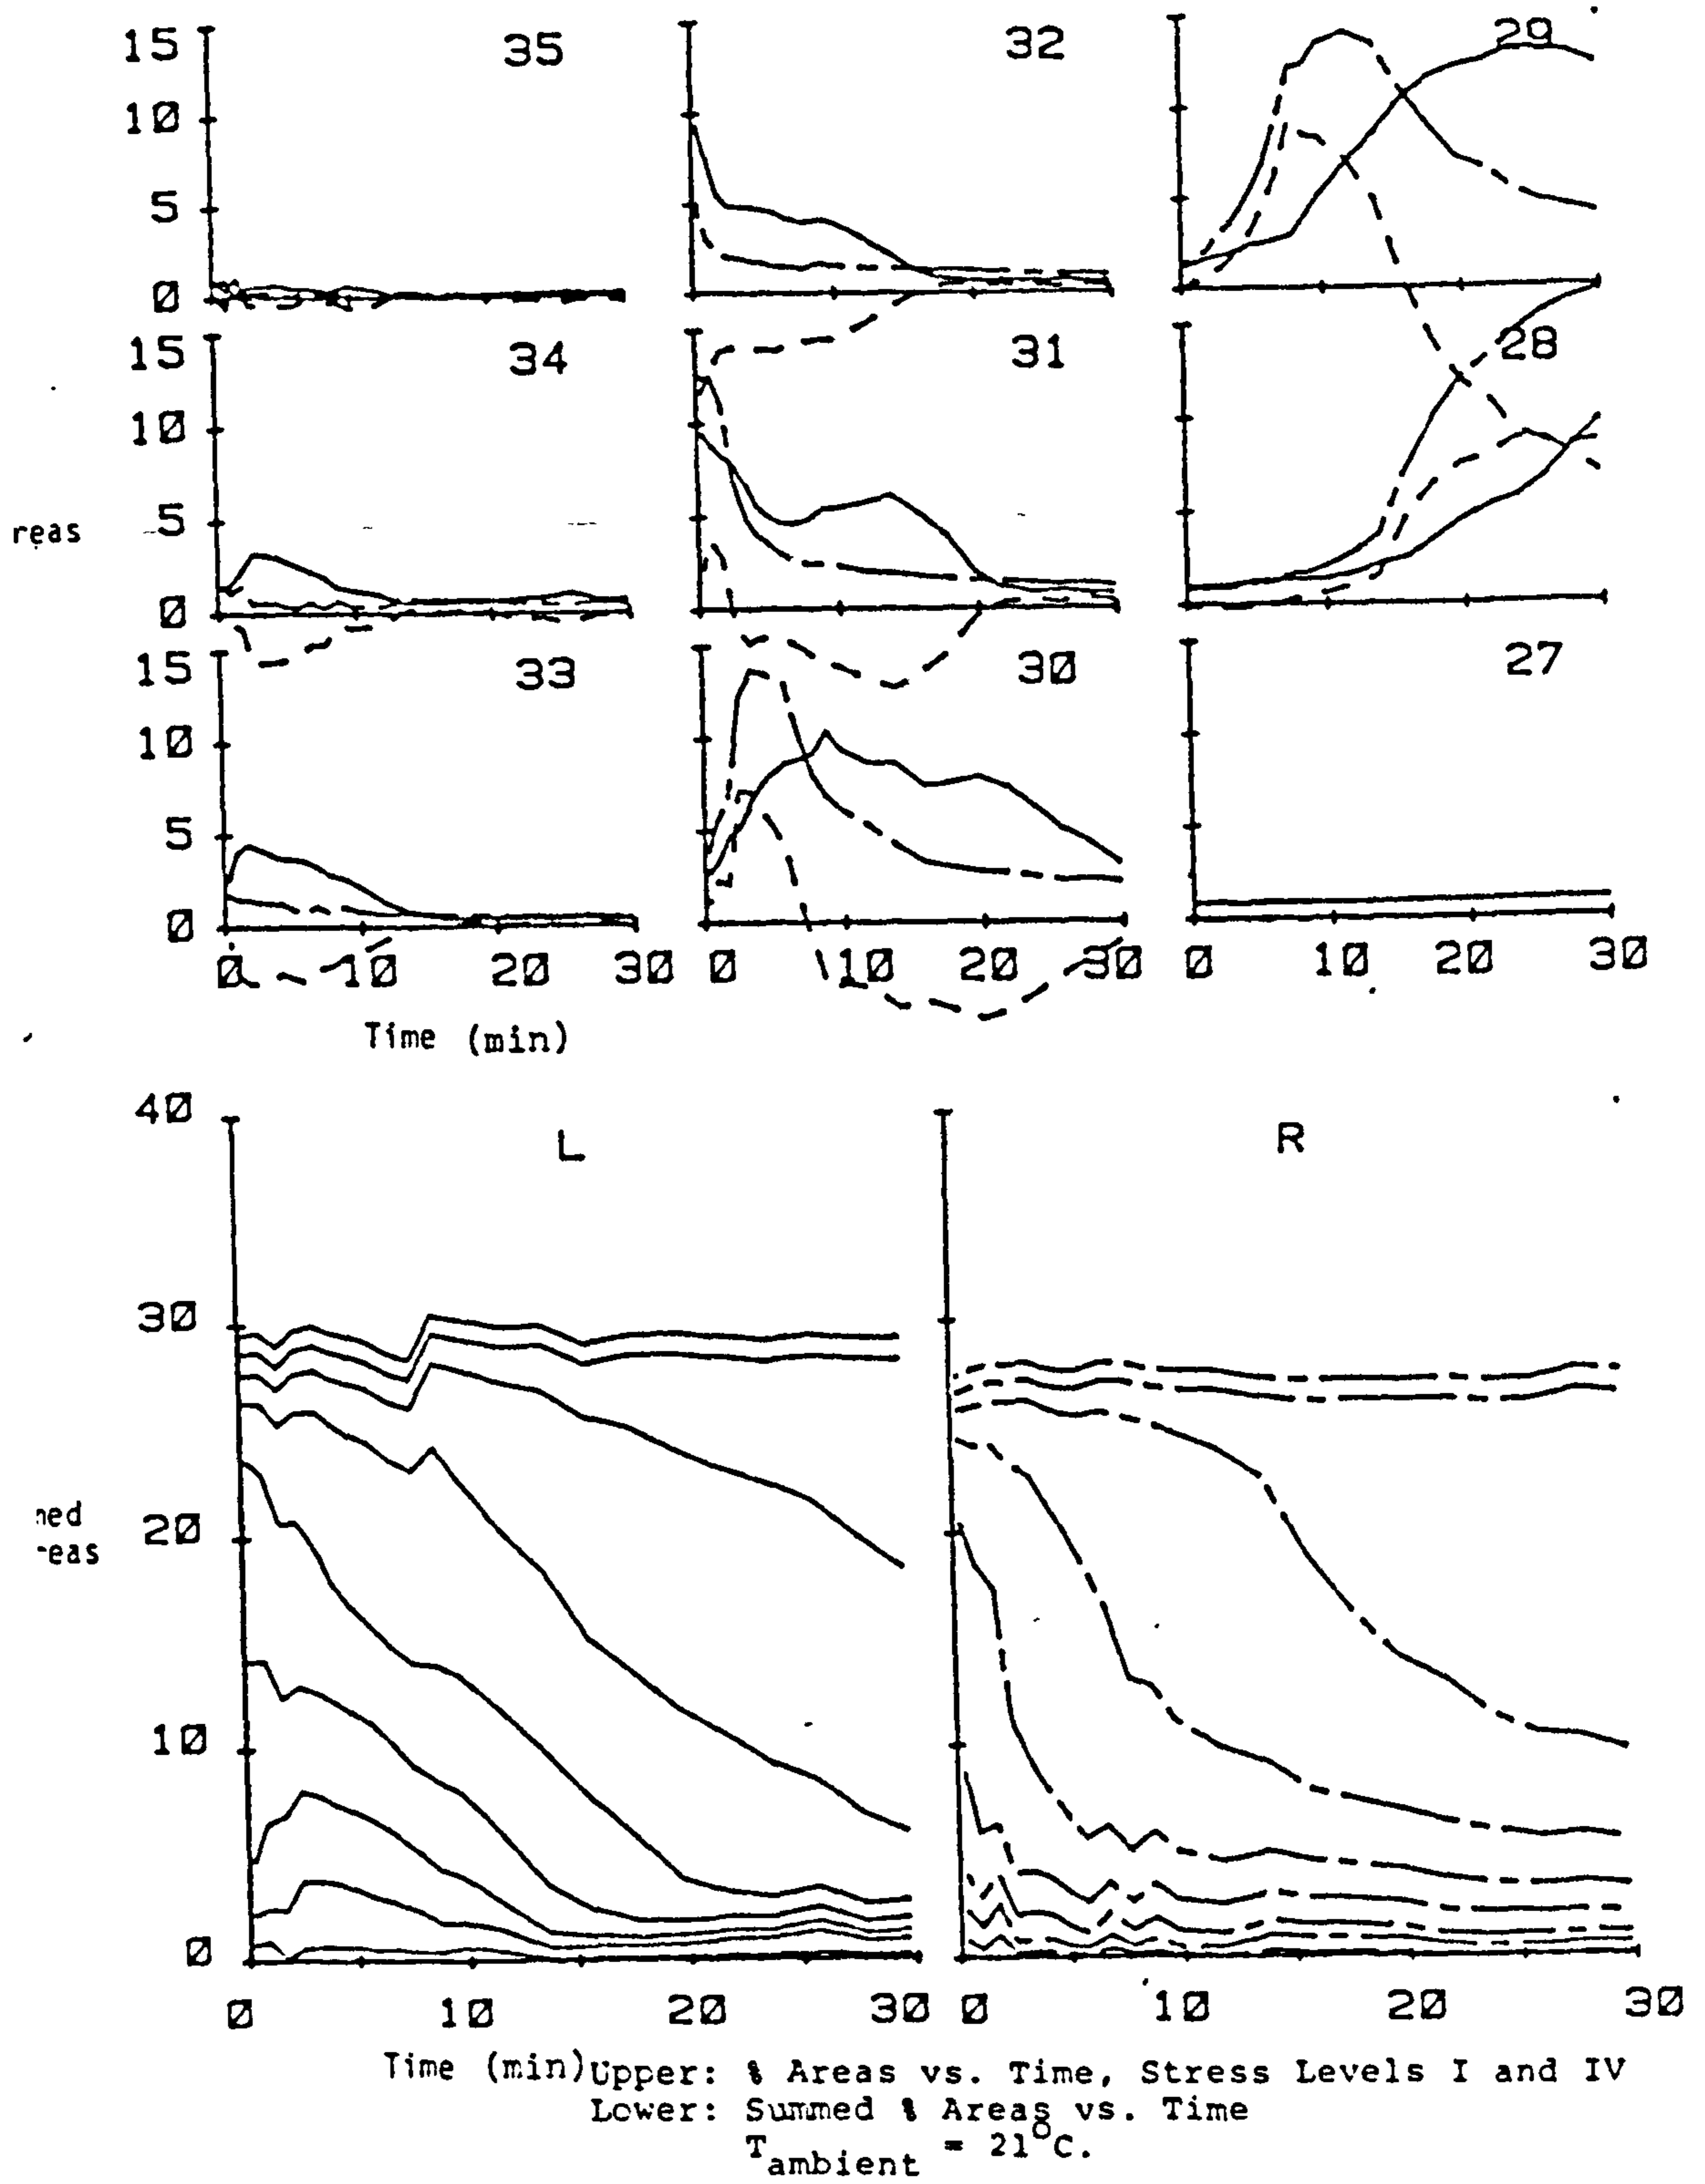 15 35 32 29
10
5
0
15 34 31 28
10
reas 5
0
15 33 30 27
10
5
0
0 10 20 30 0 10 20 30 0 10 20 30
Time (min)
40 L R
30
20
reas
10
0
0 10 20 30 0 10 20 30
Time (min) Upper: % Areas vs. Time, Stress Levels I and IV
Lower: Summed % Areas vs. Time
Tambient = 21°C.